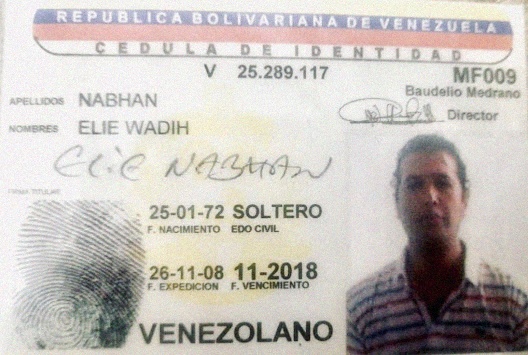 REPUBLICA BOLIVARIANA DE VENEZUELA
CEDULA DE IDENTIDAD
V 25.289.117 MF009
Baudelio Medrano
Director
APELLIDOS NABHAN
NOMBRES ELIE WADIH
ELIE NABHAN
FIRMA TITULAR
25-01-72 SOLTERO
F. NACIMIENTO EDO CIVIL
26-11-08 11-2018
F. EXPEDICION F. VENCIMIENTO
VENEZOLANO